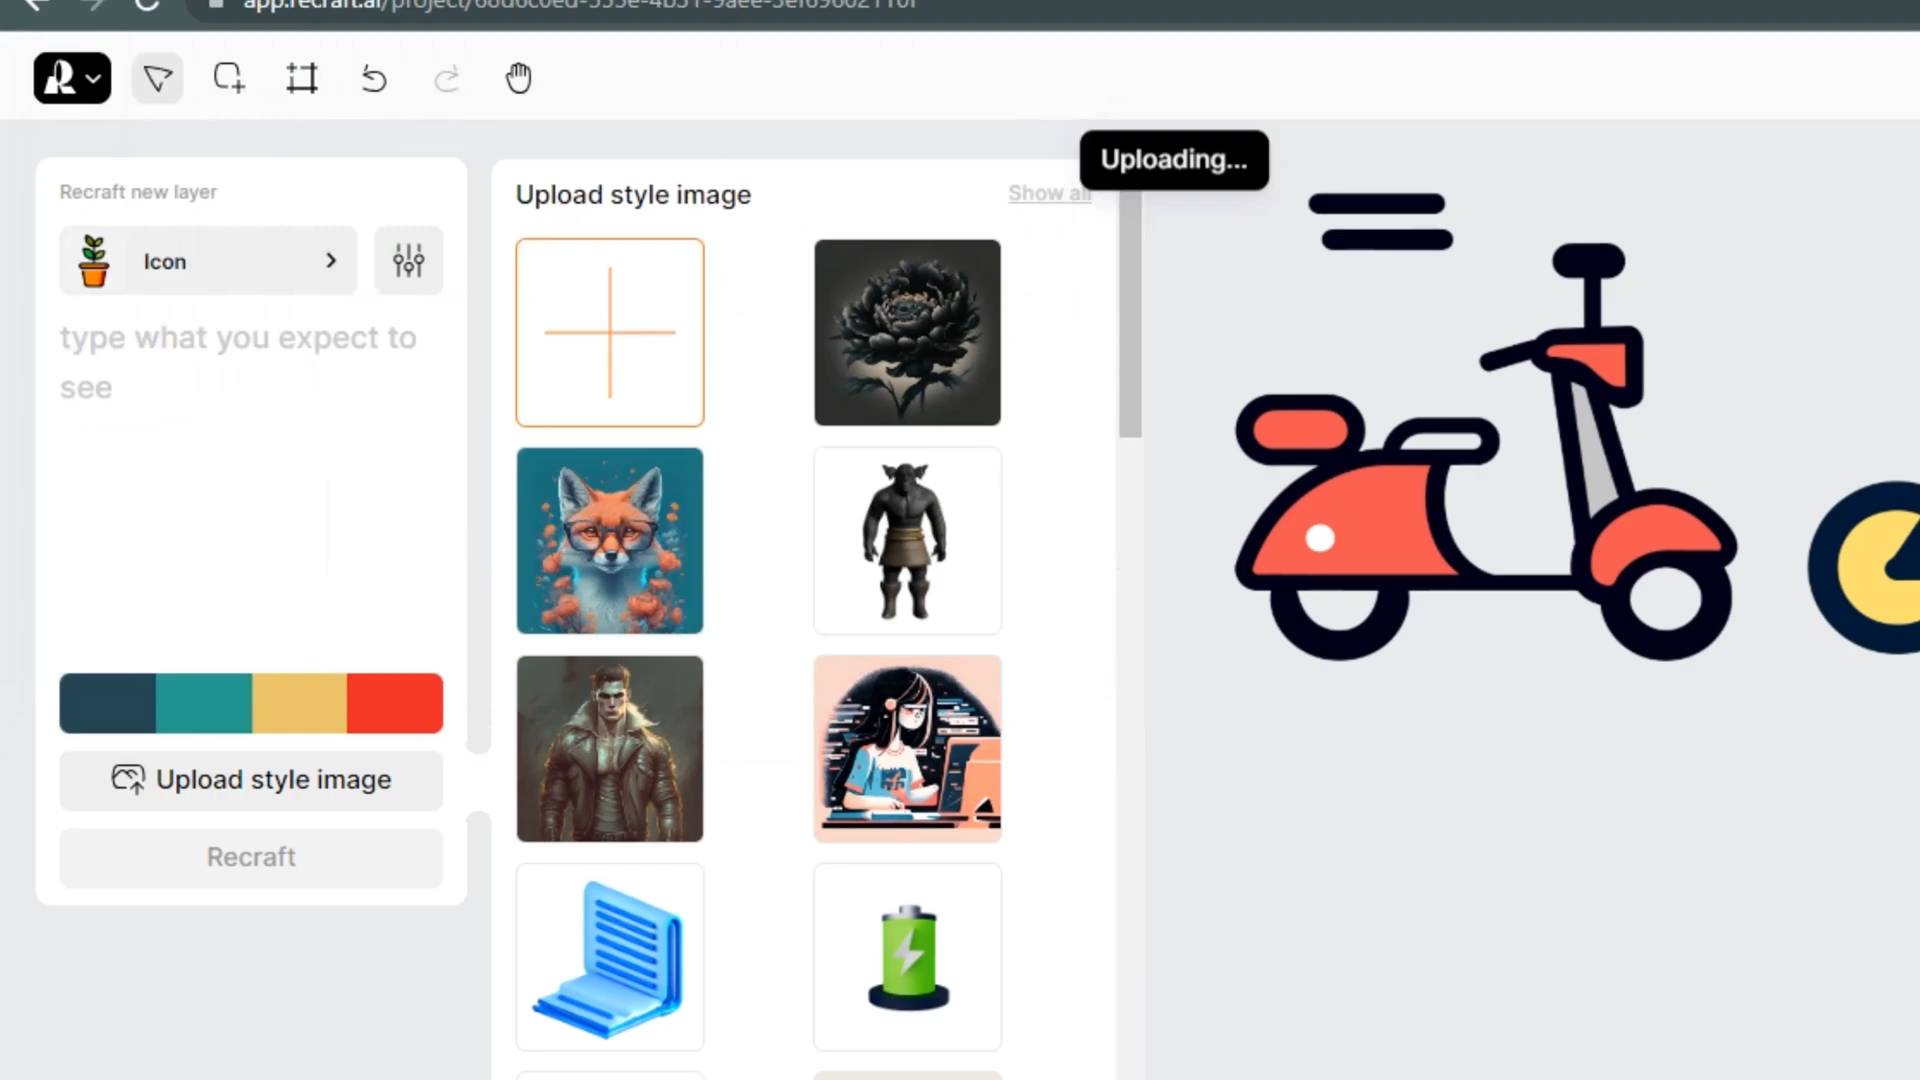 Uploading...
Recraft new layer
Upload style image
Show all
Icon
type what you expect to
see
Upload style image
Recraft